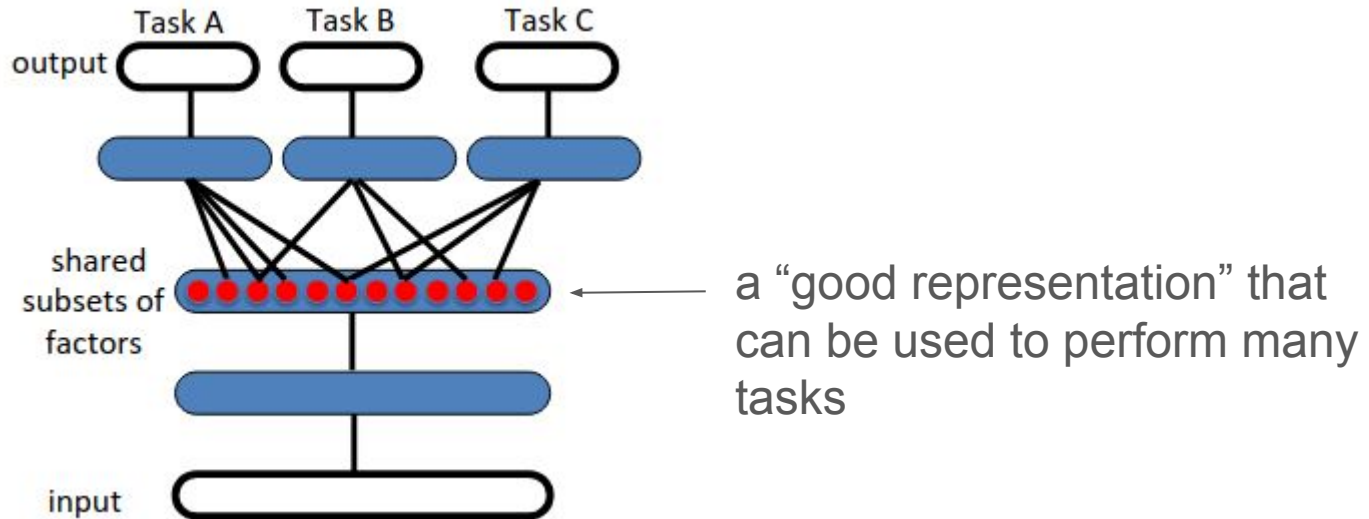 Task A Task B Task C
output
shared
subsets of
factors
a “good representation” that
can be used to perform many
tasks
input